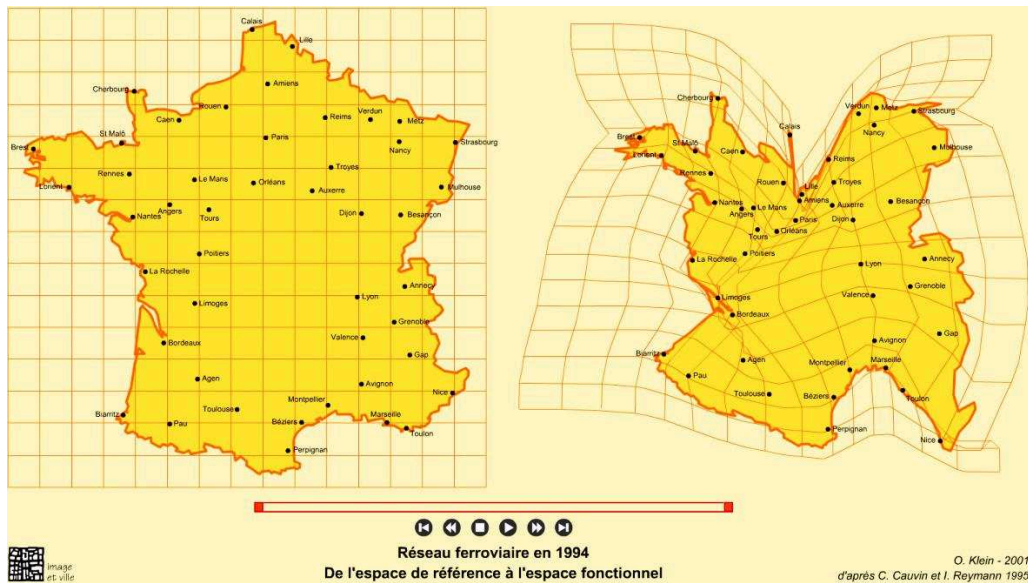 Calais
Lille
Cherbourg
Amiens
Rouen
Caen
Reims
Verdun
Metz
St Malô
Paris
Nancy
Strasbourg
Brest
Rennes
Le Mans
Orléans
Troyes
Auxerre
Mulhouse
Lorient
Nantes
Angers
Tours
Dijon
Besançon
Poitiers
La Rochelle
Annecy
Limoges
Lyon
Grenoble
Bordeaux
Valence
Gap
Agen
Avignon
Nice
Biarritz
Toulouse
Montpellier
Pau
Béziers
Marseille
Toulon
Perpignan
Cherbourg
Verdun
Metz
Strasbourg
Brest
Calais
Nancy
St Malô
Caen
Mulhouse
Lorient
Reims
Rennes
Rouen
Lille
Troyes
Nantes
Angers
Le Mans
Amiens
Auxerre
Besançon
Paris
Dijon
Tours
Orléans
Poitiers
La Rochelle
Lyon
Annecy
Limoges
Valence
Grenoble
Bordeaux
Gap
Avignon
Biarritz
Agen
Montpellier
Marseille
Pau
Toulouse
Béziers
Toulon
Perpignan
Nice
Réseau ferroviaire en 1994
De l'espace de référence à l'espace fonctionnel
image
et ville
O. Klein - 2001
d'après C. Cauvin et I. Reymann 1995